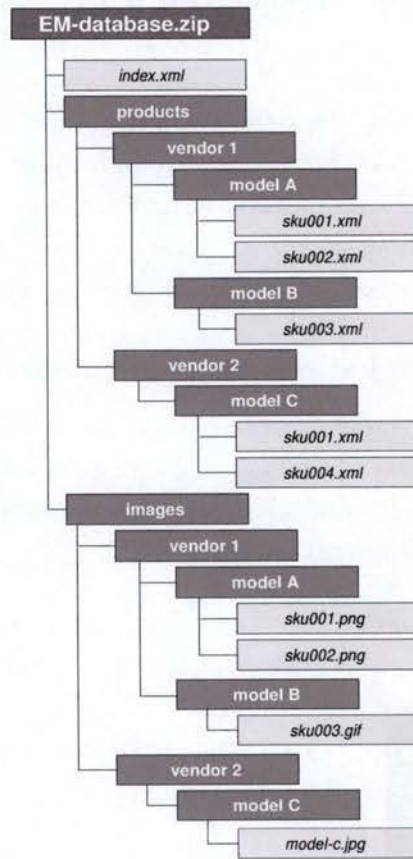 EM-database.zip
index.xml
products
vendor 1
model A
sku001.xml
sku002.xml
model B
sku003.xml
vendor 2
model C
sku001.xml
sku004.xml
images
vendor 1
model A
sku001.png
sku002.png
model B
sku003.gif
vendor 2
model C
model-c.jpg